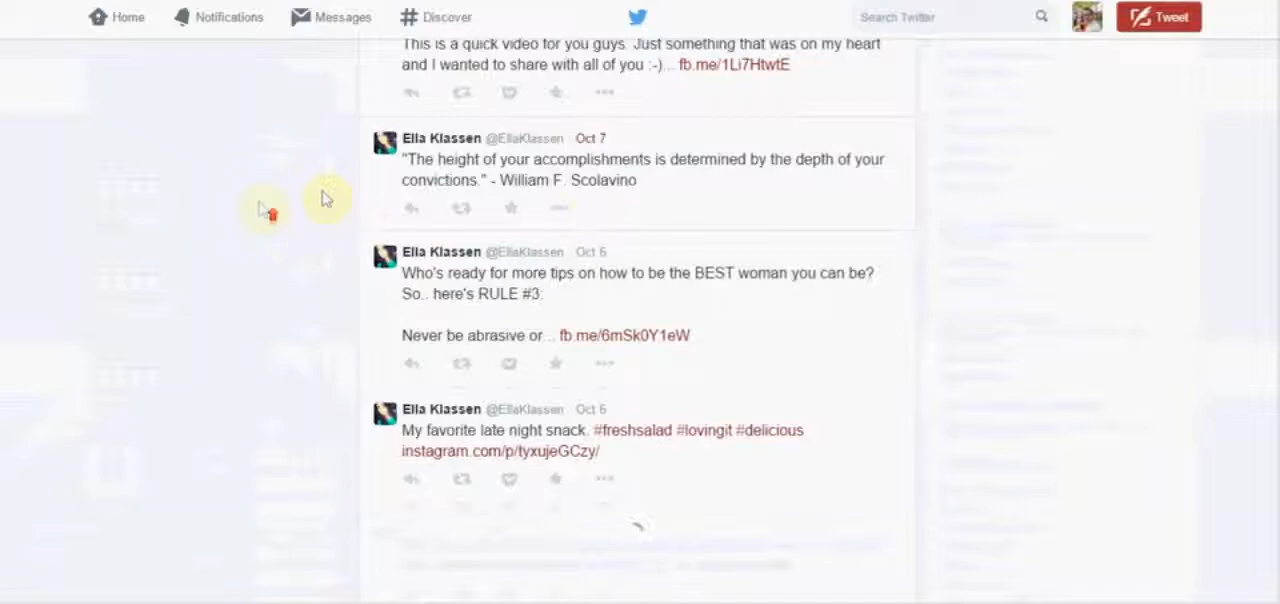 Home Notifications Messages # Discover Search Twitter Tweet
This is a quick video for you guys. Just something that was on my heart
and I wanted to share with all of you :-)... fb.me/1Li7HtwtE
Ella Klassen @EllaKlassen · Oct 7
"The height of your accomplishments is determined by the depth of your
convictions." - William F. Scolavino
Ella Klassen @EllaKlassen · Oct 6
Who's ready for more tips on how to be the BEST woman you can be?
So.. here's RULE #3:
Never be abrasive or... fb.me/6mSk0Y1eW
Ella Klassen @EllaKlassen · Oct 6
My favorite late night snack. #freshsalad #lovingit #delicious
instagram.com/p/tyxujeGCzy/